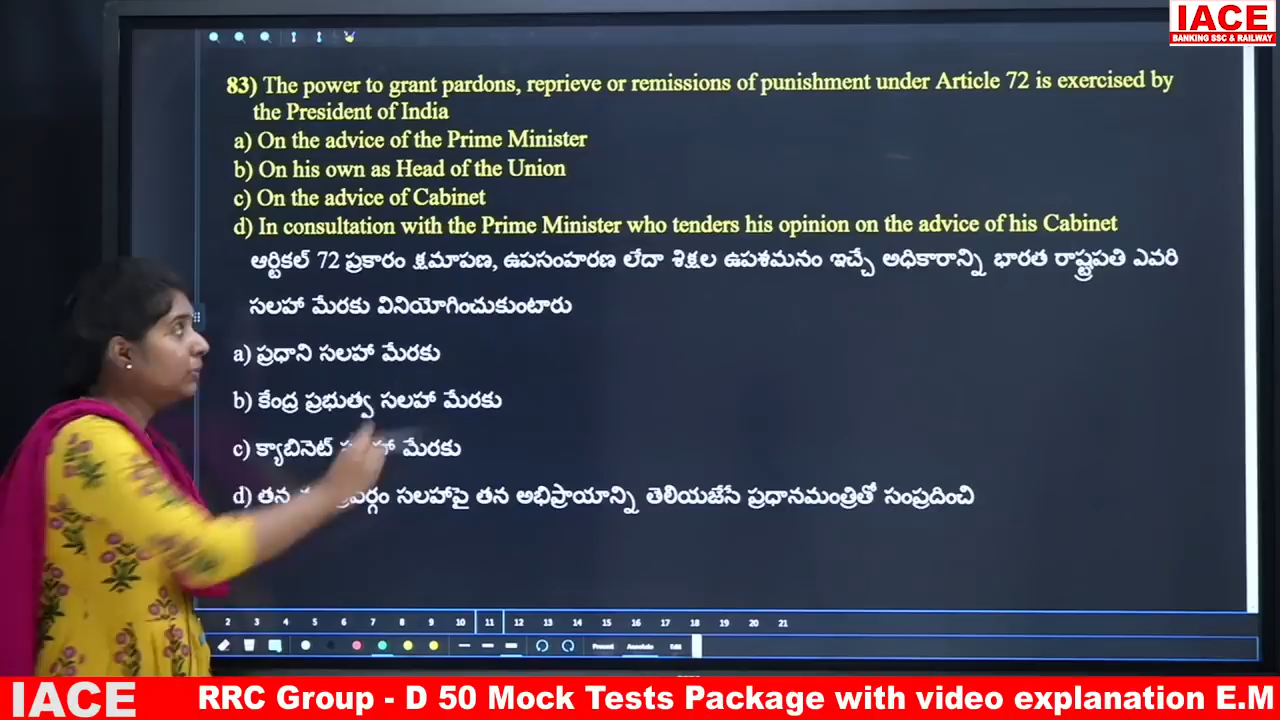 IACE
BANKING SSC & RAILWAY
83) The power to grant pardons, reprieve or remissions of punishment under Article 72 is exercised by
the President of India
a) On the advice of the Prime Minister
b) On his own as Head of the Union
c) On the advice of Cabinet
d) In consultation with the Prime Minister who tenders his opinion on the advice of his Cabinet
ఆర్టికల్ 72 ప్రకారం క్షమాపణ, ఉపసంహరణ లేదా శిక్షల ఉపశమనం ఇచ్చే అధికారాన్ని భారత రాష్ట్రపతి ఎవరి
సలహా మేరకు వినియోగించుకుంటారు
a) ప్రధాని సలహా మేరకు
b) కేంద్ర ప్రభుత్వ సలహా మేరకు
c) క్యాబినెట్ మేరకు
d) తన సలహాపై తన అభిప్రాయాన్ని తెలియజేసే ప్రధానమంత్రితో సంప్రదించి
2 3 4 5 6 7 8 9 10 11 12 13 14 15 16 17 18 19 20 21
Present Annotate Edit
IACE RRC Group - D 50 Mock Tests Package with video explanation E.M